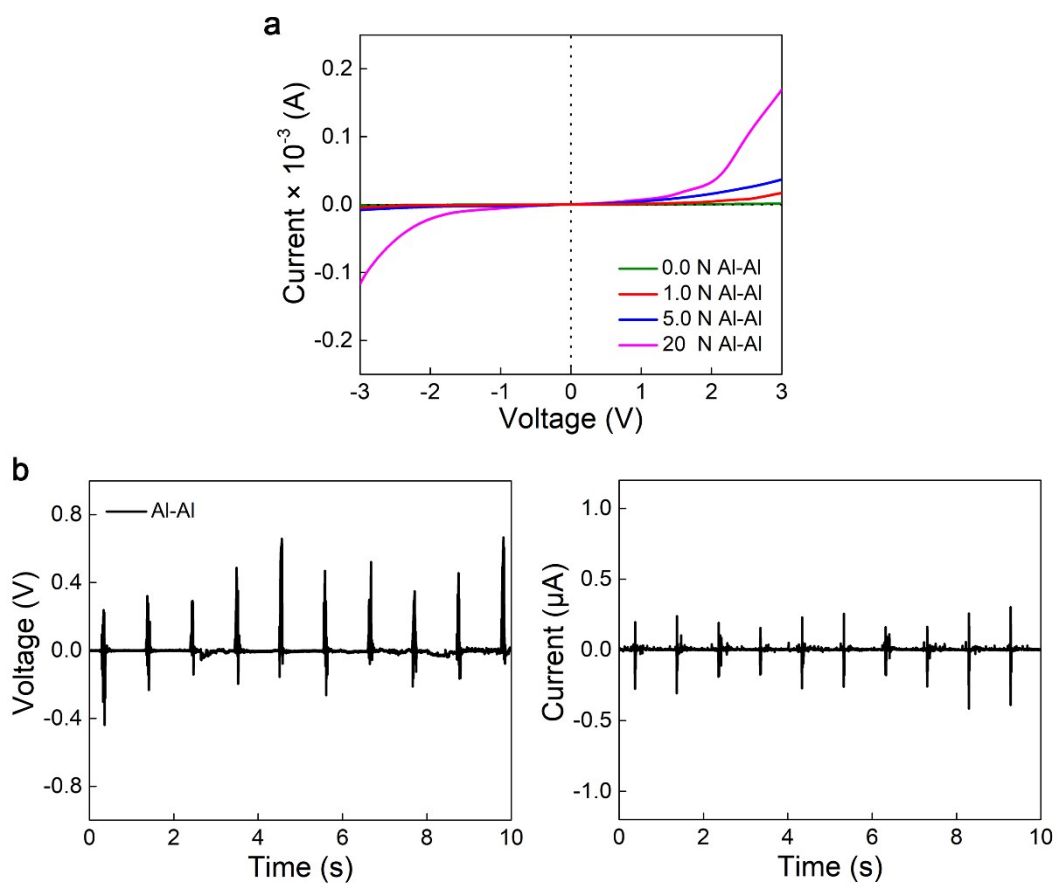 a
Current × 10⁻³ (A)
0.2
0.1
0.0
-0.1
-0.2
0.0 N Al-Al
1.0 N Al-Al
5.0 N Al-Al
20 N Al-Al
-3 -2 -1 0 1 2 3
Voltage (V)
b
Voltage (V)
0.8
0.4
0.0
-0.4
-0.8
Al-Al
0 2 4 6 8 10
Time (s)
Current (µA)
1.0
0.5
0.0
-0.5
-1.0
0 2 4 6 8 10
Time (s)